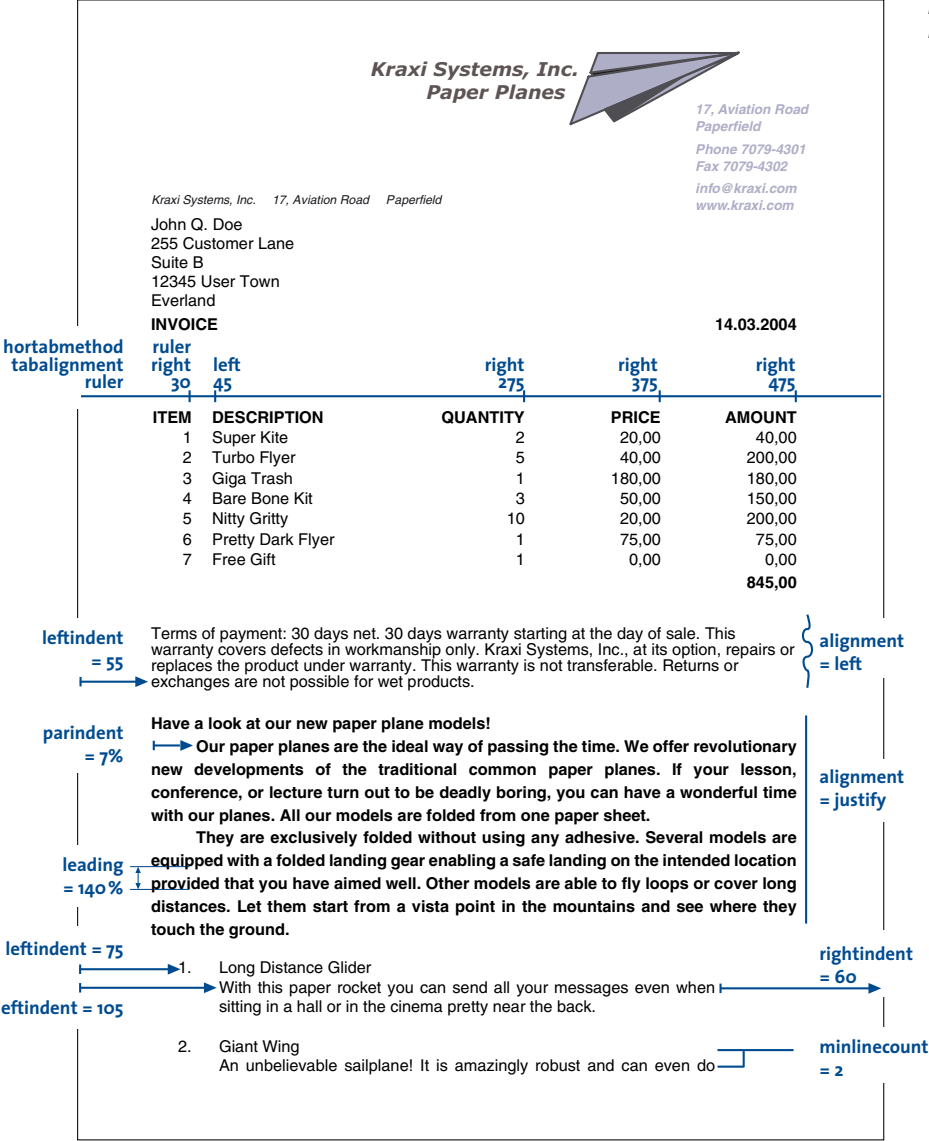 Kraxi Systems, Inc.
Paper Planes
17, Aviation Road
Paperfield
Phone 7079-4301
Fax 7079-4302
info@kraxi.com
www.kraxi.com
Kraxi Systems, Inc. 17, Aviation Road Paperfield
John Q. Doe
255 Customer Lane
Suite B
12345 User Town
Everland
INVOICE 14.03.2004
hortabmethod ruler
tabalignment right left right right right
ruler 30 45 275 375 475
ITEM DESCRIPTION QUANTITY PRICE AMOUNT
1 Super Kite 2 20,00 40,00
2 Turbo Flyer 5 40,00 200,00
3 Giga Trash 1 180,00 180,00
4 Bare Bone Kit 3 50,00 150,00
5 Nitty Gritty 10 20,00 200,00
6 Pretty Dark Flyer 1 75,00 75,00
7 Free Gift 1 0,00 0,00
845,00
leftindent
= 55
Terms of payment: 30 days net. 30 days warranty starting at the day of sale. This
warranty covers defects in workmanship only. Kraxi Systems, Inc., at its option, repairs or
replaces the product under warranty. This warranty is not transferable. Returns or
exchanges are not possible for wet products.
alignment
= left
Have a look at our new paper plane models!
parindent
= 7%
Our paper planes are the ideal way of passing the time. We offer revolutionary
new developments of the traditional common paper planes. If your lesson,
conference, or lecture turn out to be deadly boring, you can have a wonderful time
with our planes. All our models are folded from one paper sheet.
alignment
= justify
They are exclusively folded without using any adhesive. Several models are
equipped with a folded landing gear enabling a safe landing on the intended location
provided that you have aimed well. Other models are able to fly loops or cover long
distances. Let them start from a vista point in the mountains and see where they
touch the ground.
leading
= 140%
leftindent = 75
1. Long Distance Glider
With this paper rocket you can send all your messages even when
sitting in a hall or in the cinema pretty near the back.
eftindent = 105
rightindent
= 60
2. Giant Wing
An unbelievable sailplane! It is amazingly robust and can even do
minlinecount
= 2